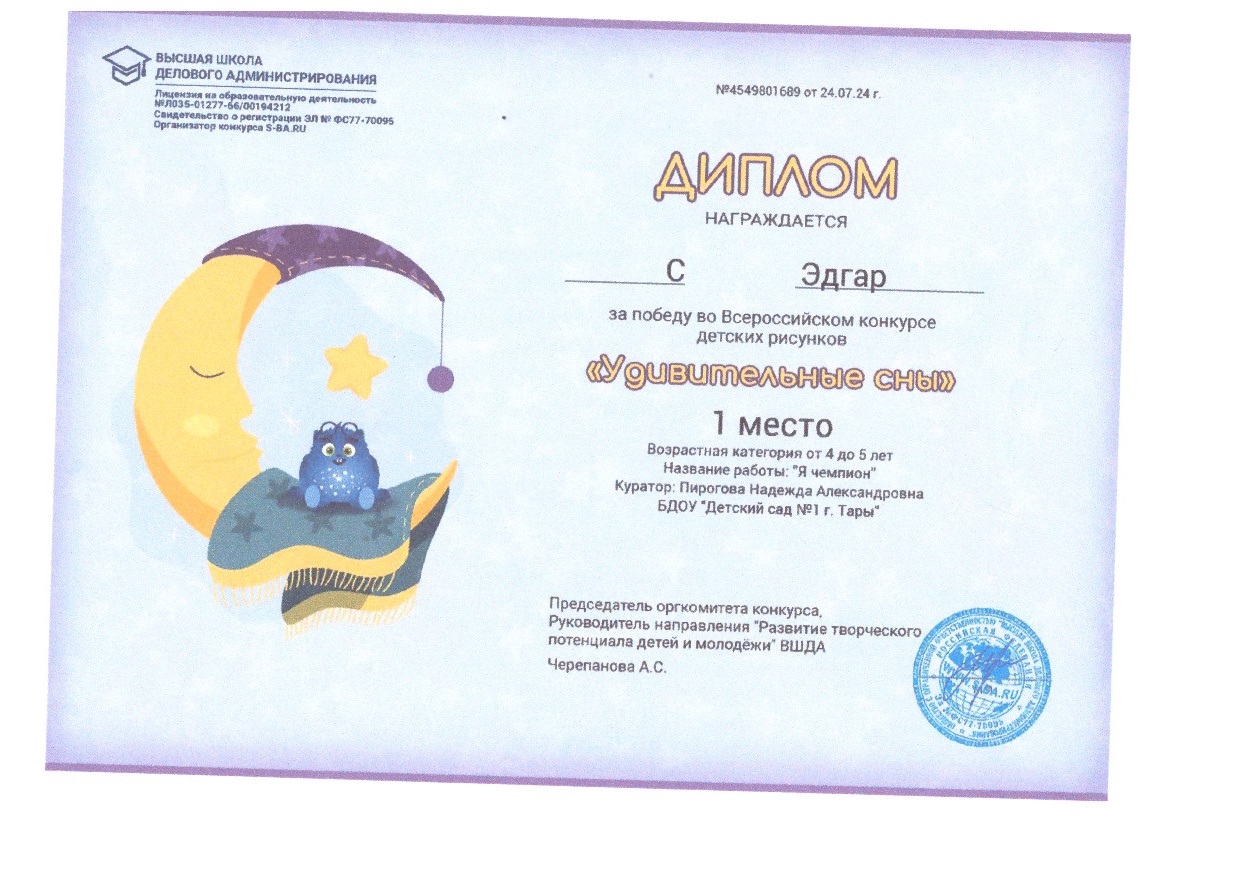 ВЫСШАЯ ШКОЛА
ДЕЛОВОГО АДМИНИСТРИРОВАНИЯ
Лицензия на образовательную деятельность
№Л035-01277-66/00194212
Свидетельство о регистрации ЭЛ № ФС77-70095
Организатор конкурса S-BA.RU
№4549801689 от 24.07.24 г.
ДИПЛОМ
НАГРАЖДАЕТСЯ
С Эдгар
за победу во Всероссийском конкурсе
детских рисунков
«Удивительные сны»
1 место
Возрастная категория от 4 до 5 лет
Название работы: "Я чемпион"
Куратор: Пирогова Надежда Александровна
БДОУ "Детский сад №1 г. Тары"
Председатель оргкомитета конкурса,
Руководитель направления "Развитие творческого
потенциала детей и молодёжи" ВШДА
Черепанова А.С.
РОССИЙСКАЯ ФЕДЕРАЦИЯ